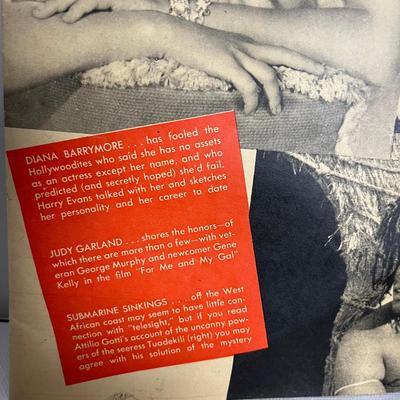 DIANA BARRYMORE . . . has fooled the
Hollywoodites who said she has no assets
as an actress except her name, and who
predicted (and secretly hoped) she'd fail.
Harry Evans talked with her and sketches
her personality and her career to date
JUDY GARLAND . . . shares the honors—of
which there are more than a few—with vet-
eran George Murphy and newcomer Gene
Kelly in the film "For Me and My Gal"
SUBMARINE SINKINGS . . . . off the West
African coast may seem to have little con-
nection with "telesight," but if you read
Attilio Gatti's account of the uncanny pow-
ers of the seeress Tuadekili (right) you may
agree with his solution of the mystery